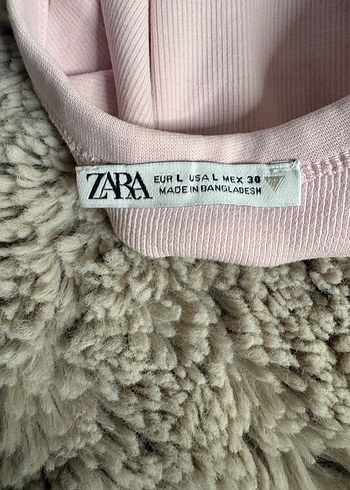 ZARA
EUR L USA L MEX 30
MADE IN BANGLADESH